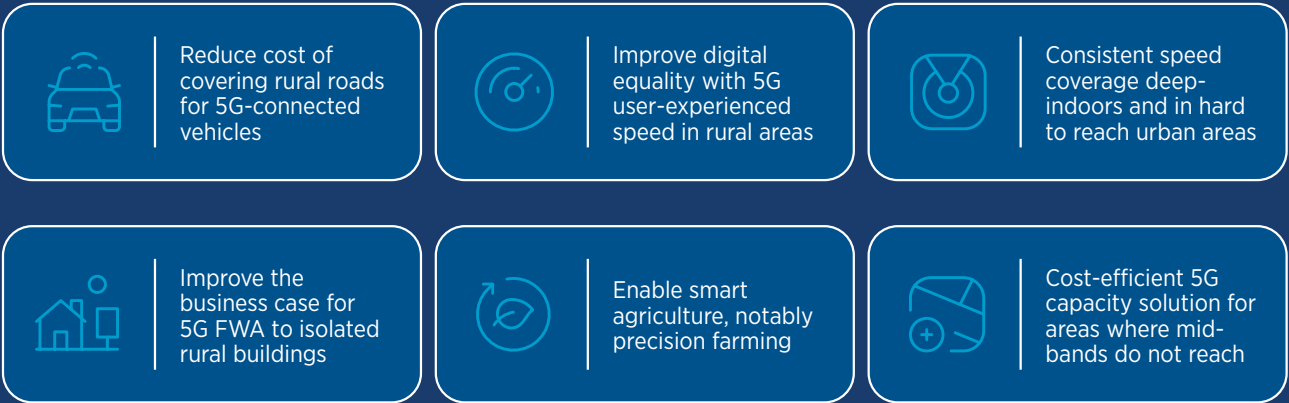 Reduce cost of
covering rural roads
for 5G-connected
vehicles
Improve digital
equality with 5G
user-experienced
speed in rural areas
Consistent speed
coverage deep-
indoors and in hard
to reach urban areas
Improve the
business case for
5G FWA to isolated
rural buildings
Enable smart
agriculture, notably
precision farming
Cost-efficient 5G
capacity solution for
areas where mid-
bands do not reach